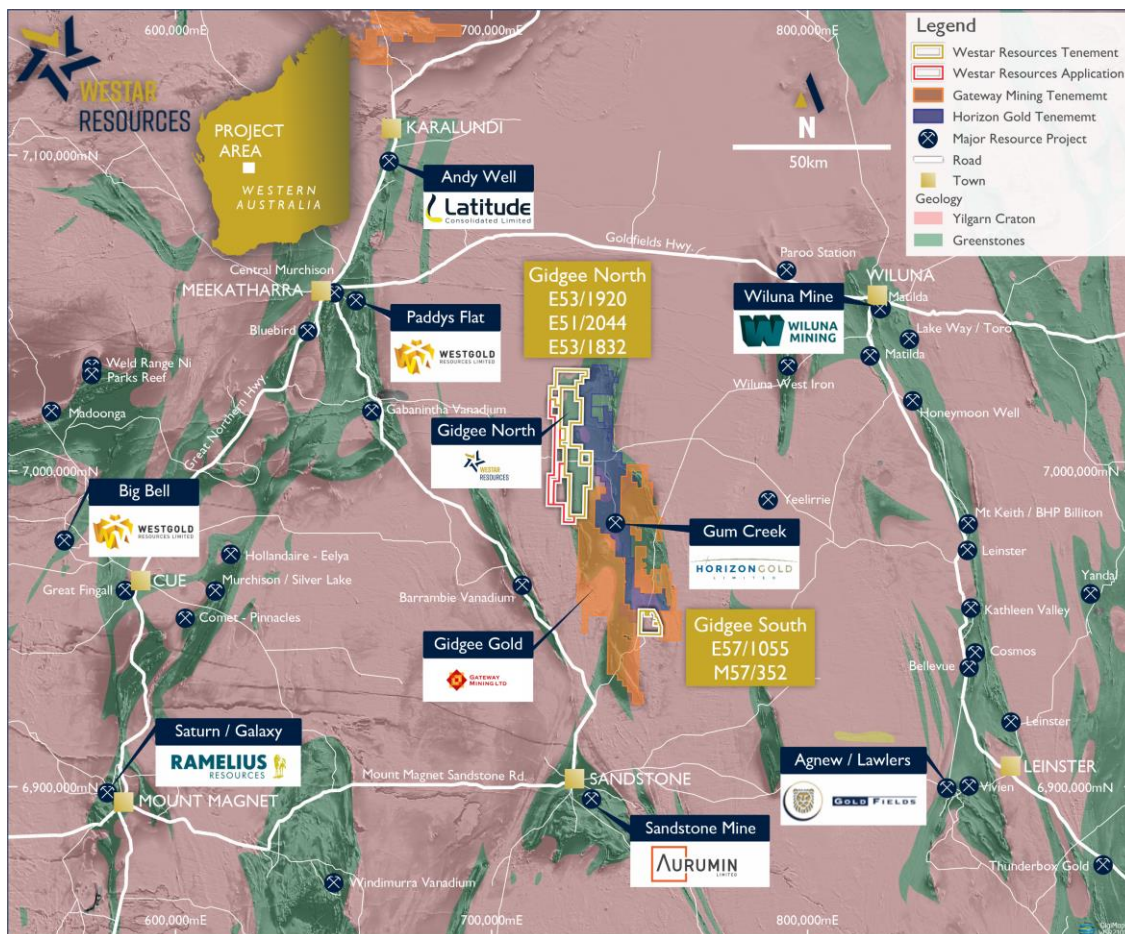 600,000mE
700,000mE
800,000mE
WESTAR
RESOURCES
PROJECT
AREA
WESTERN
AUSTRALIA
7,100,000mN
KARALUNDI
Andy Well
Latitude
Consolidated Limited
N
50km
Legend
Westar Resources Tenement
Westar Resources Application
Gateway Mining Tenememt
Horizon Gold Tenememt
Major Resource Project
Road
Town
Geology
Yilgarn Craton
Greenstones
Goldfields Hwy
Paroo Station
Central Murchison
MEEKATHARRA
Paddys Flat
WESTGOLD
RESOURCES LIMITED
Bluebird
Gidgee North
E53/1920
E51/2044
E53/1832
WILUNA
Matilda
Wiluna Mine
WILUNA
MINING
Lake Way / Toro
Matilda
Wiluna West Iron
Honeymoon Well
Weld Range Ni
Parks Reef
Madoonga
Great Northern Hwy
Gabanintha Vanadium
Gidgee North
WESTAR
RESOURCES
7,000,000mN
7,000,000mN
Big Bell
WESTGOLD
RESOURCES LIMITED
Yeelirrie
Mt Keith / BHP Billiton
Gum Creek
HORIZON GOLD
LIMITED
Leinster
Hollandaire - Eelya
CUE
Great Fingall
Murchison / Silver Lake
Comet - Pinnacles
Barrambie Vanadium
Yandal
Kathleen Valley
Gidgee South
E57/1055
M57/352
Gidgee Gold
GATEWAY
MINING LTD
Cosmos
Bellevue
Leinster
Saturn / Galaxy
RAMELIUS
RESOURCES
Mount Magnet Sandstone Rd
SANDSTONE
Agnew / Lawlers
GOLD FIELDS
LEINSTER
Vivien
6,900,000mN
6,900,000mN
MOUNT MAGNET
Sandstone Mine
AURUMIN
LIMITED
Windimurra Vanadium
Thunderbox Gold
600,000mE
700,000mE
800,000mE